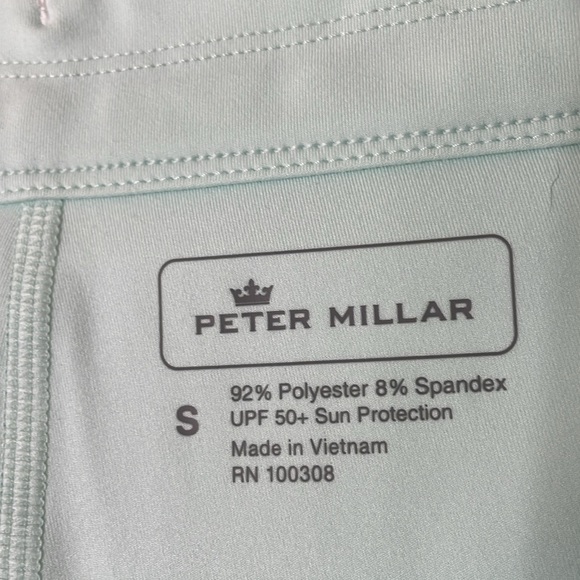 PETER MILLAR
S
92% Polyester 8% Spandex
UPF 50+ Sun Protection
Made in Vietnam
RN 100308